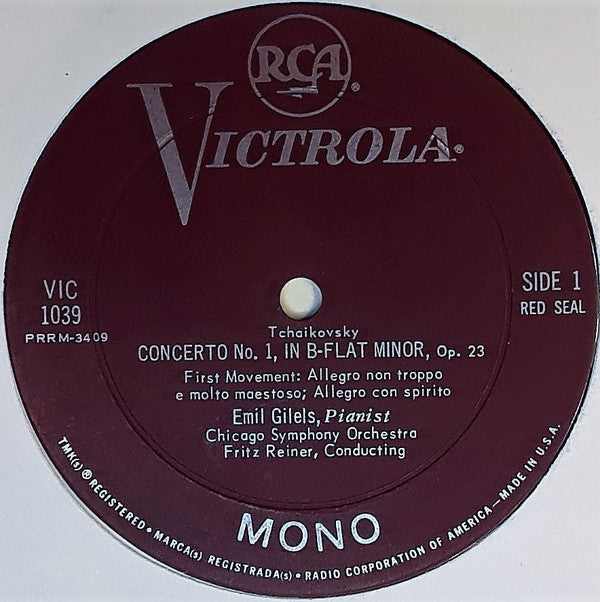 RCA®
VICTROLA®
VIC
1039
PRRM-3409
SIDE 1
RED SEAL
Tchaikovsky
CONCERTO No. 1, IN B-FLAT MINOR, Op. 23
First Movement: Allegro non troppo
e molto maestoso; Allegro con spirito
Emil Gilels, Pianist
Chicago Symphony Orchestra
Fritz Reiner, Conducting
MONO
TMK(s) ® REGISTERED • MARCA(s) REGISTRADA(s) • RADIO CORPORATION OF AMERICA—MADE IN U.S.A.